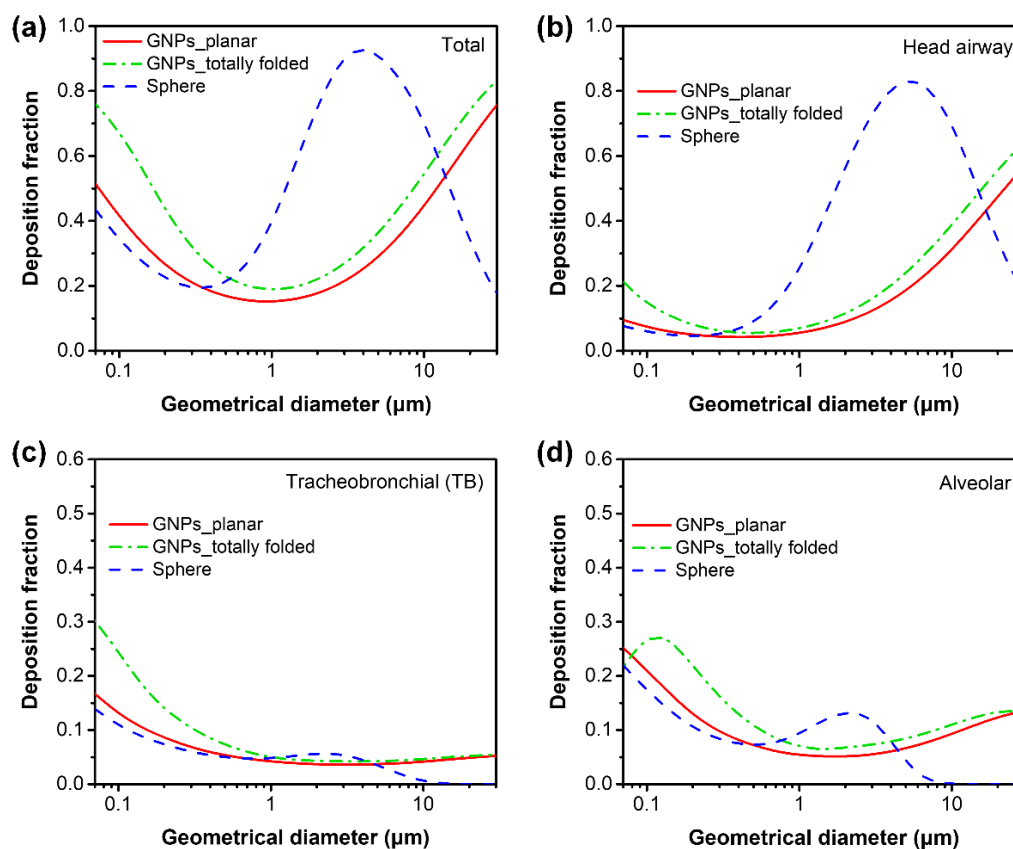 (a)
Total
GNPs_planar
GNPs_totally folded
Sphere
Deposition fraction
1.0
0.8
0.6
0.4
0.2
0.0
0.1
1
10
Geometrical diameter (µm)
(b)
Head airway
GNPs_planar
GNPs_totally folded
Sphere
Deposition fraction
1.0
0.8
0.6
0.4
0.2
0.0
0.1
1
10
Geometrical diameter (µm)
(c)
Tracheobronchial (TB)
GNPs_planar
GNPs_totally folded
Sphere
Deposition fraction
0.6
0.5
0.4
0.3
0.2
0.1
0.0
0.1
1
10
Geometrical diameter (µm)
(d)
Alveolar
GNPs_planar
GNPs_totally folded
Sphere
Deposition fraction
0.6
0.5
0.4
0.3
0.2
0.1
0.0
0.1
1
10
Geometrical diameter (µm)